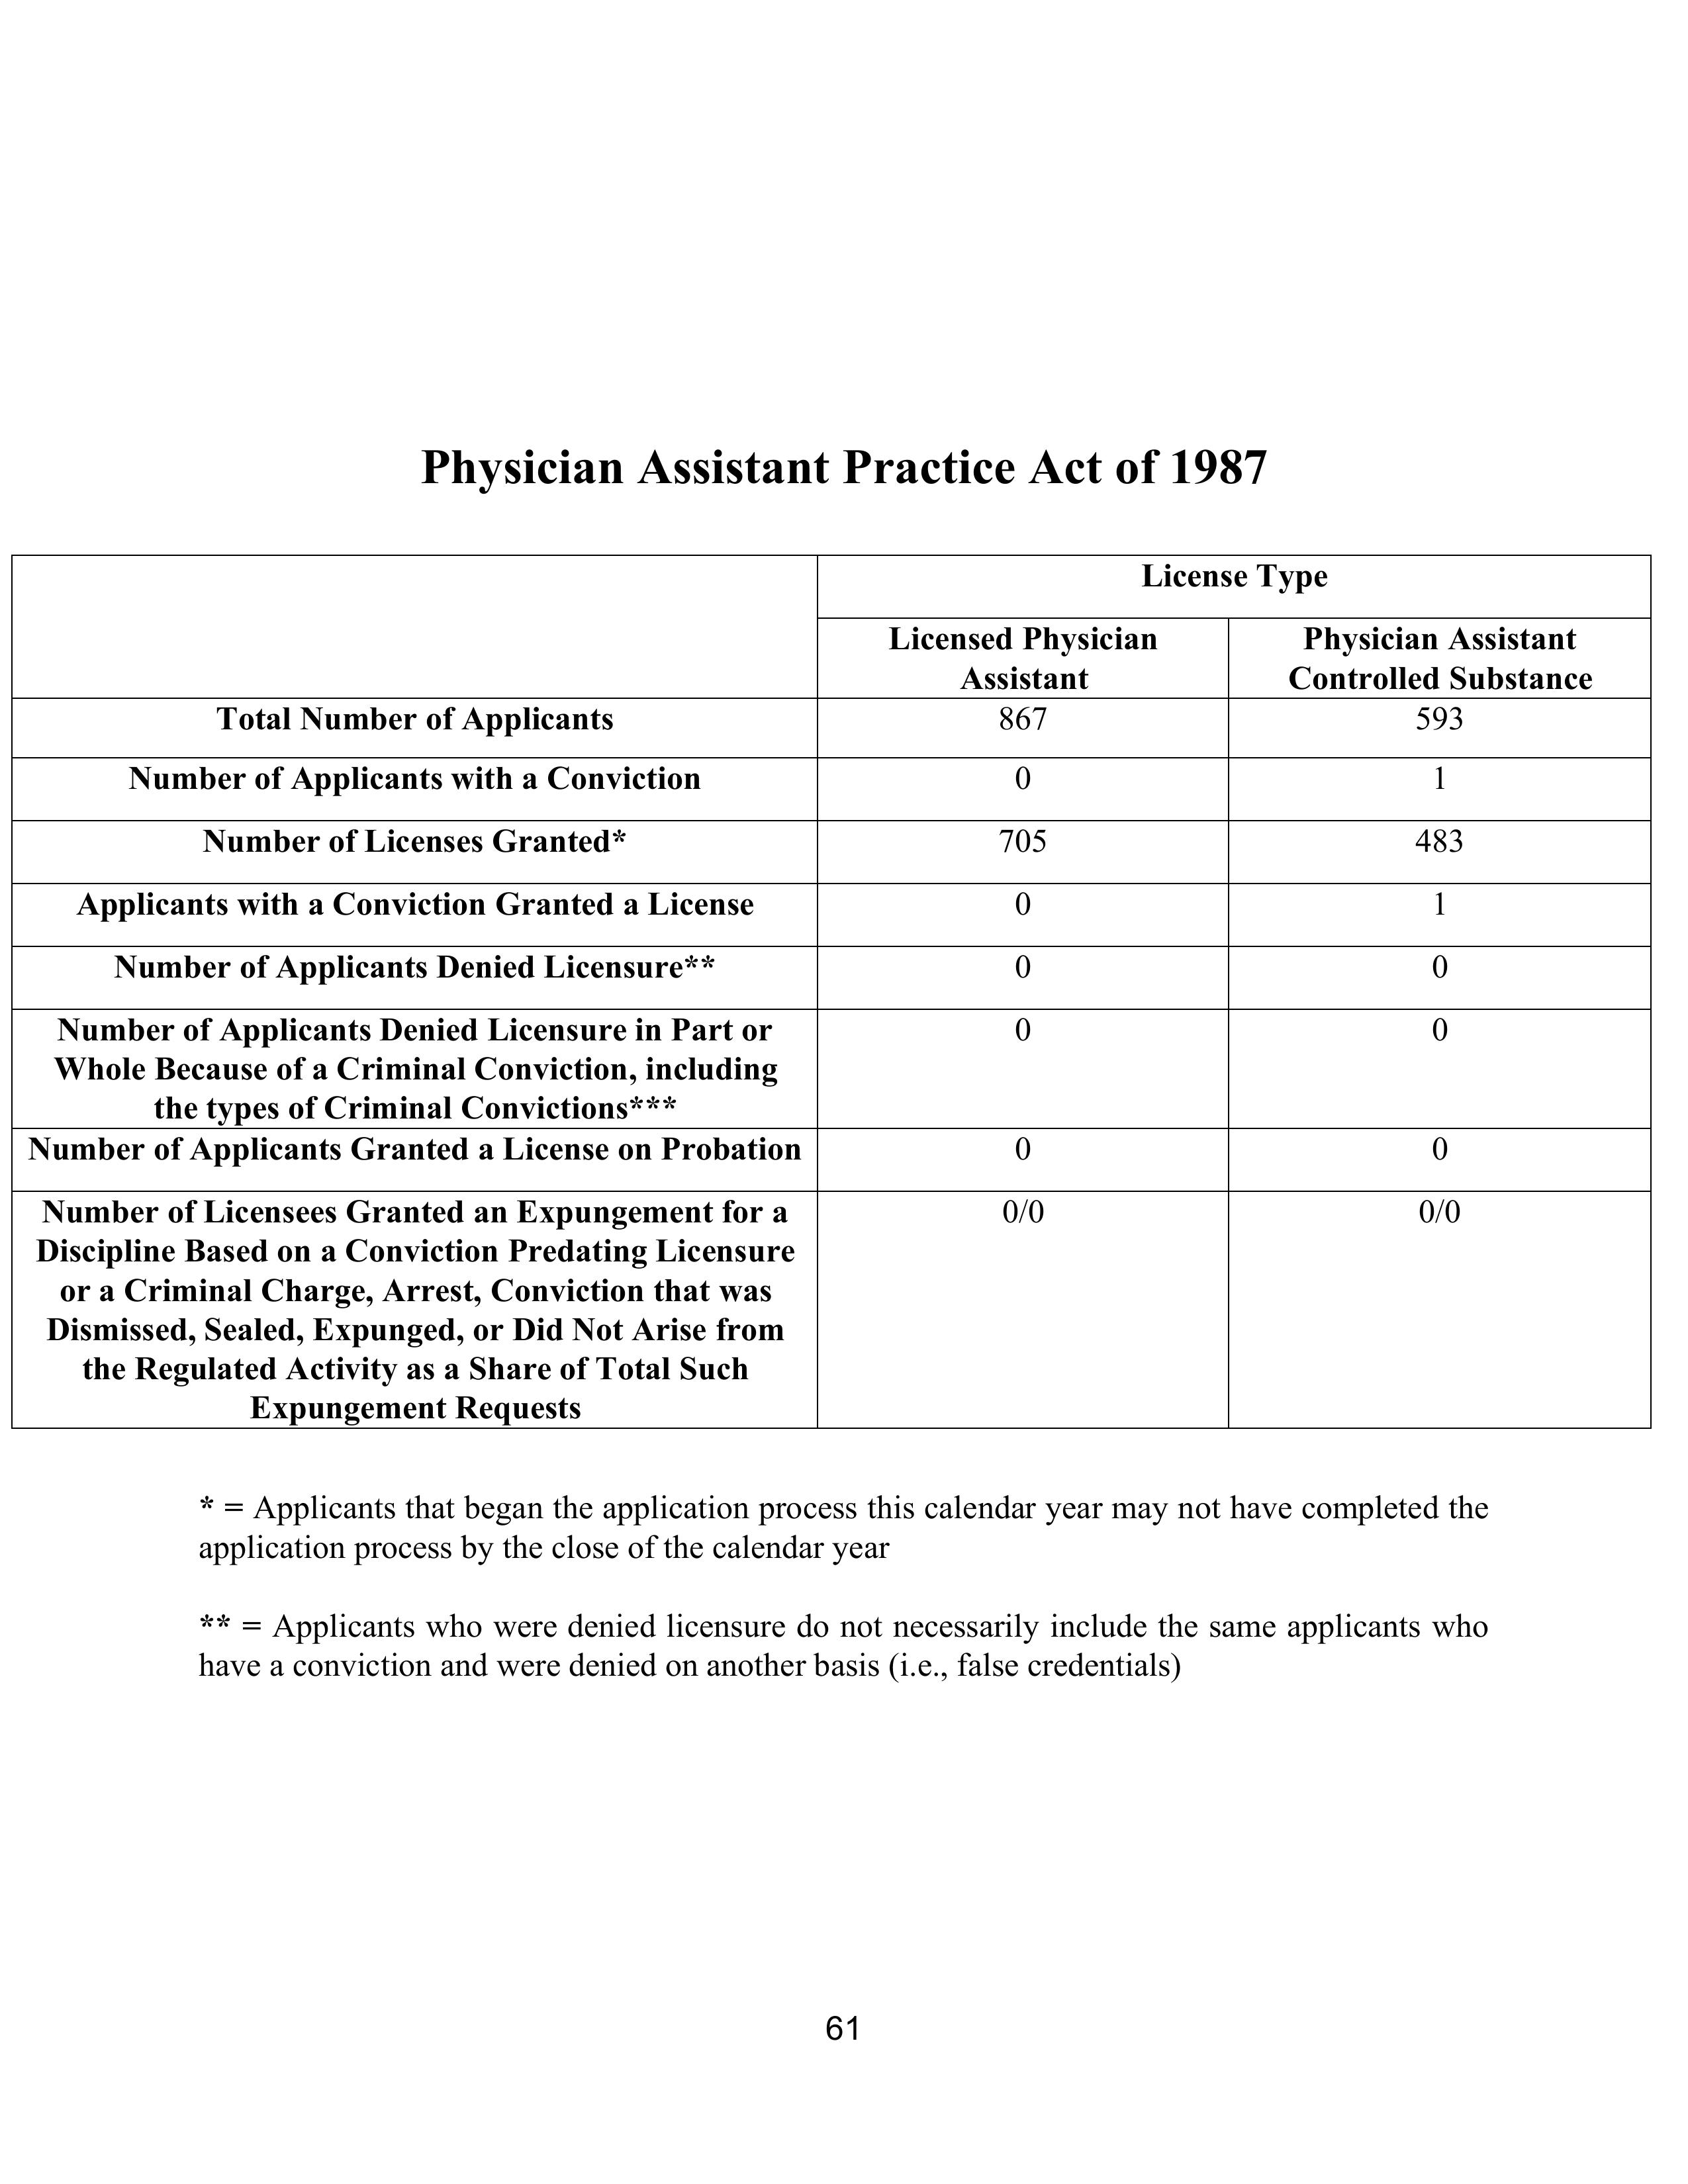 Physician Assistant Practice Act of 1987
License Type
Licensed Physician
Assistant
Physician Assistant
Controlled Substance
Total Number of Applicants
867
593
Number of Applicants with a Conviction
0
1
Number of Licenses Granted*
705
483
Applicants with a Conviction Granted a License
0
1
Number of Applicants Denied Licensure**
0
0
Number of Applicants Denied Licensure in Part or
Whole Because of a Criminal Conviction, including
the types of Criminal Convictions***
0
0
Number of Applicants Granted a License on Probation
0
0
Number of Licensees Granted an Expungement for a
Discipline Based on a Conviction Predating Licensure
or a Criminal Charge, Arrest, Conviction that was
Dismissed, Sealed, Expunged, or Did Not Arise from
the Regulated Activity as a Share of Total Such
Expungement Requests
0/0
0/0
* = Applicants that began the application process this calendar year may not have completed the
application process by the close of the calendar year
** = Applicants who were denied licensure do not necessarily include the same applicants who
have a conviction and were denied on another basis (i.e., false credentials)
61